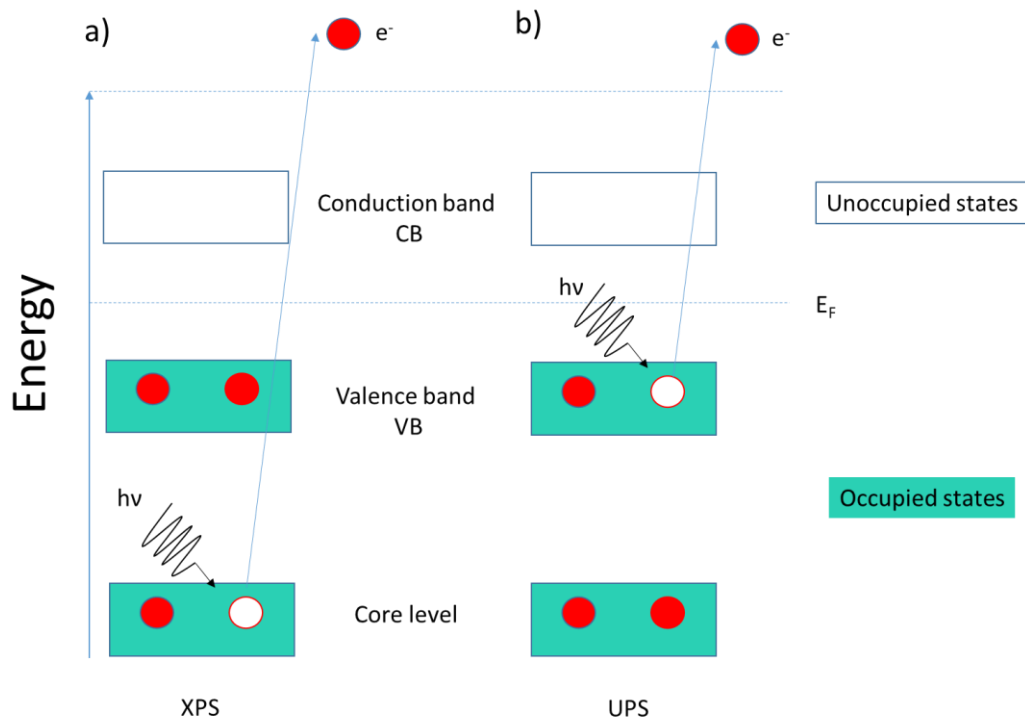 a)
e⁻
b)
e⁻
Conduction band
CB
Unoccupied states
hν
E_F
Energy
Valence band
VB
hν
Occupied states
Core level
XPS
UPS